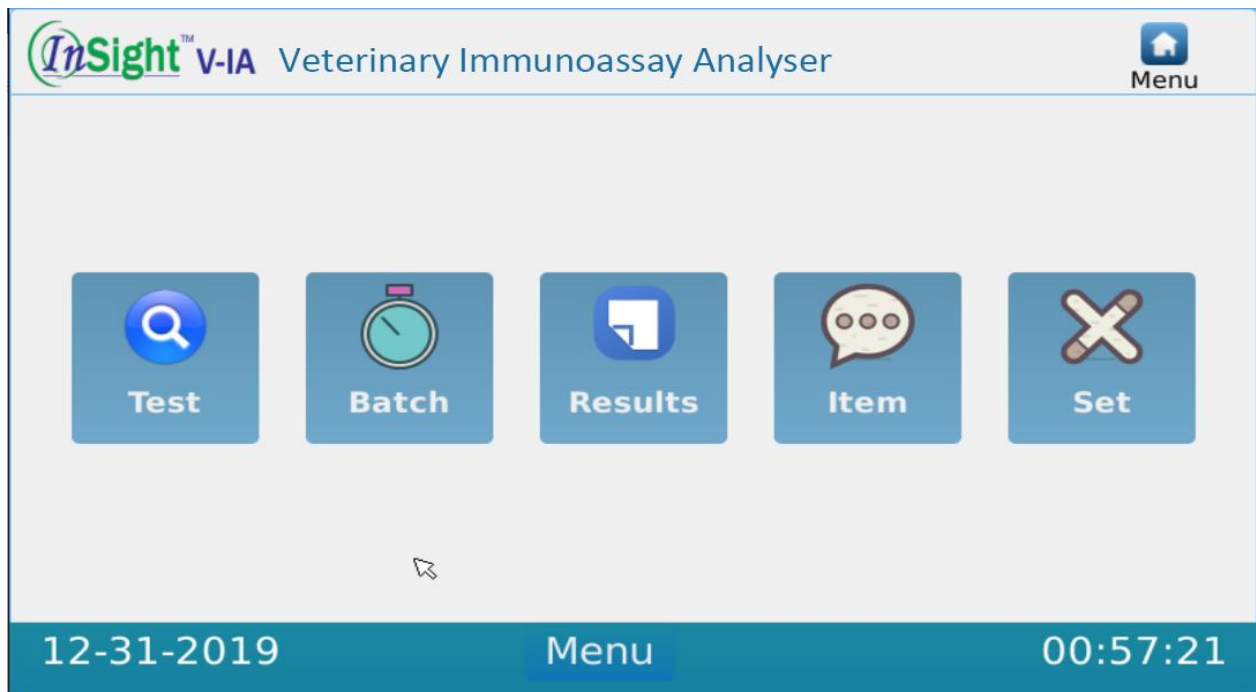 InSight™ V-IA Veterinary Immunoassay Analyser
Menu
Test Batch Results Item Set
12-31-2019 Menu 00:57:21